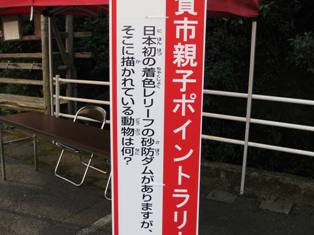 賀市親子ポイントラリ
日本初の着色レリーフの砂防ダムがありますが、
そこに描かれている動物は何?